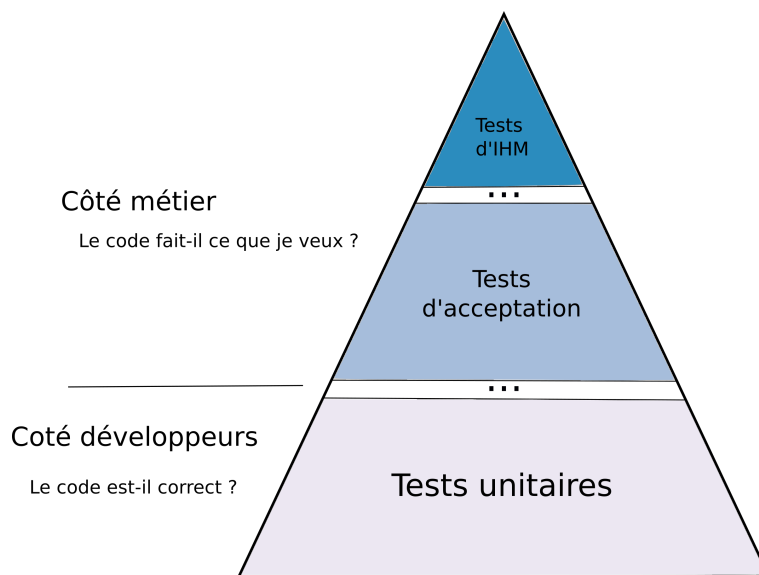 Tests
d'IHM
...
Côté métier
Le code fait-il ce que je veux ?
Tests
d'acceptation
...
Coté développeurs
Le code est-il correct ?
Tests unitaires